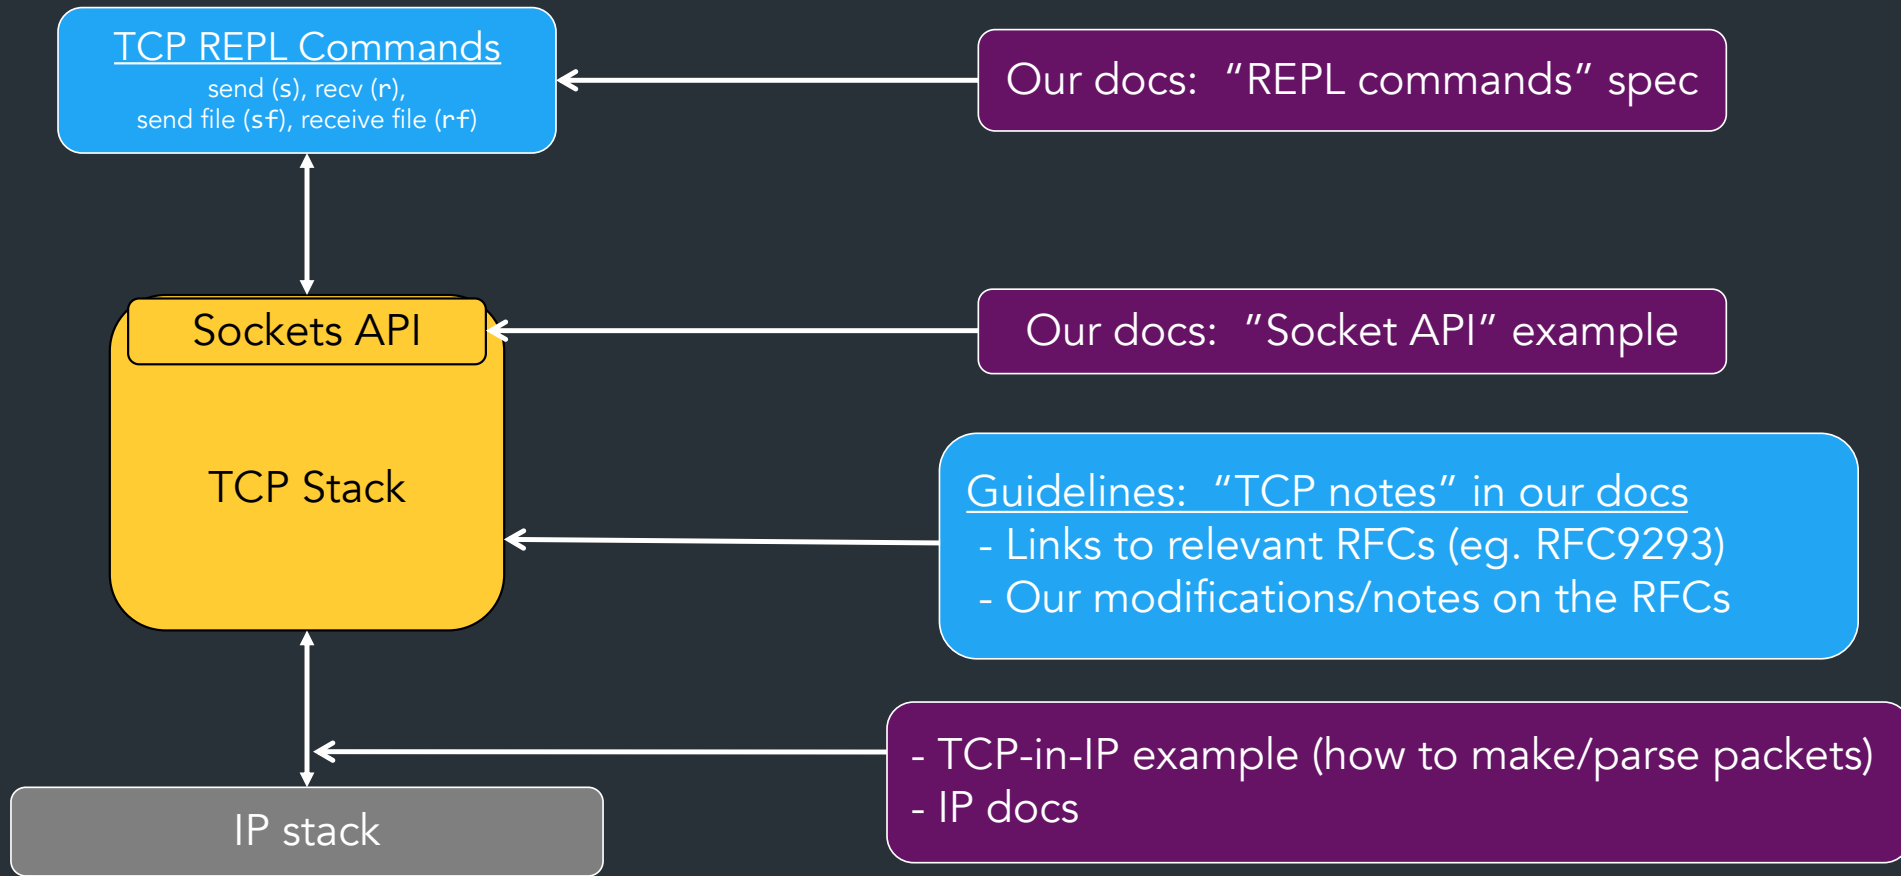 TCP REPL Commands
send (s), recv (r),
send file (sf), receive file (rf)
Our docs: “REPL commands” spec
Sockets API
Our docs: ”Socket API” example
TCP Stack
Guidelines: “TCP notes” in our docs
- Links to relevant RFCs (eg. RFC9293)
- Our modifications/notes on the RFCs
- TCP-in-IP example (how to make/parse packets)
- IP docs
IP stack